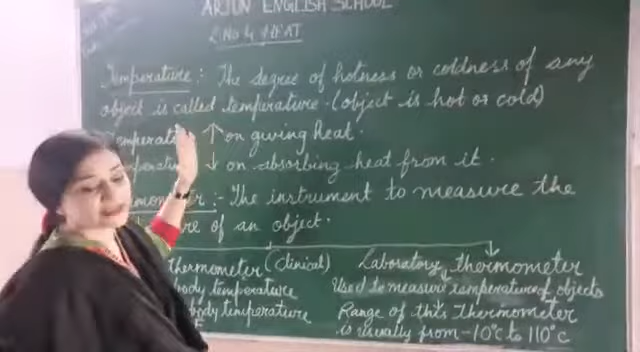 ARJUN ENGLISH SCHOOL
HEAT
Temperature : The degree of hotness or coldness of any
object is called temperature. (object is hot or cold)
↑ on giving heat.
↓ on absorbing heat from it.
:- The instrument to measure the
of an object.
thermometer (clinical)
Laboratory thermometer
body temperature
Used to measure temperature of objects
body temperature
Range of this Thermometer
is usually from -10°C to 110°C